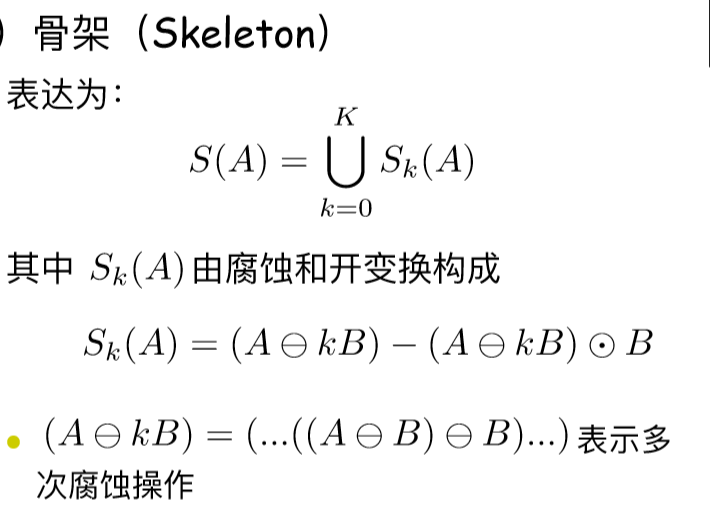 ) 骨架（Skeleton）
表达为：
S(A) = ⋃_{k=0}^{K} S_k(A)
其中 S_k(A) 由腐蚀和开变换构成
S_k(A) = (A ⊖ kB) − (A ⊖ kB) ⊙ B
• (A ⊖ kB) = (...((A ⊖ B) ⊖ B)...) 表示多
次腐蚀操作